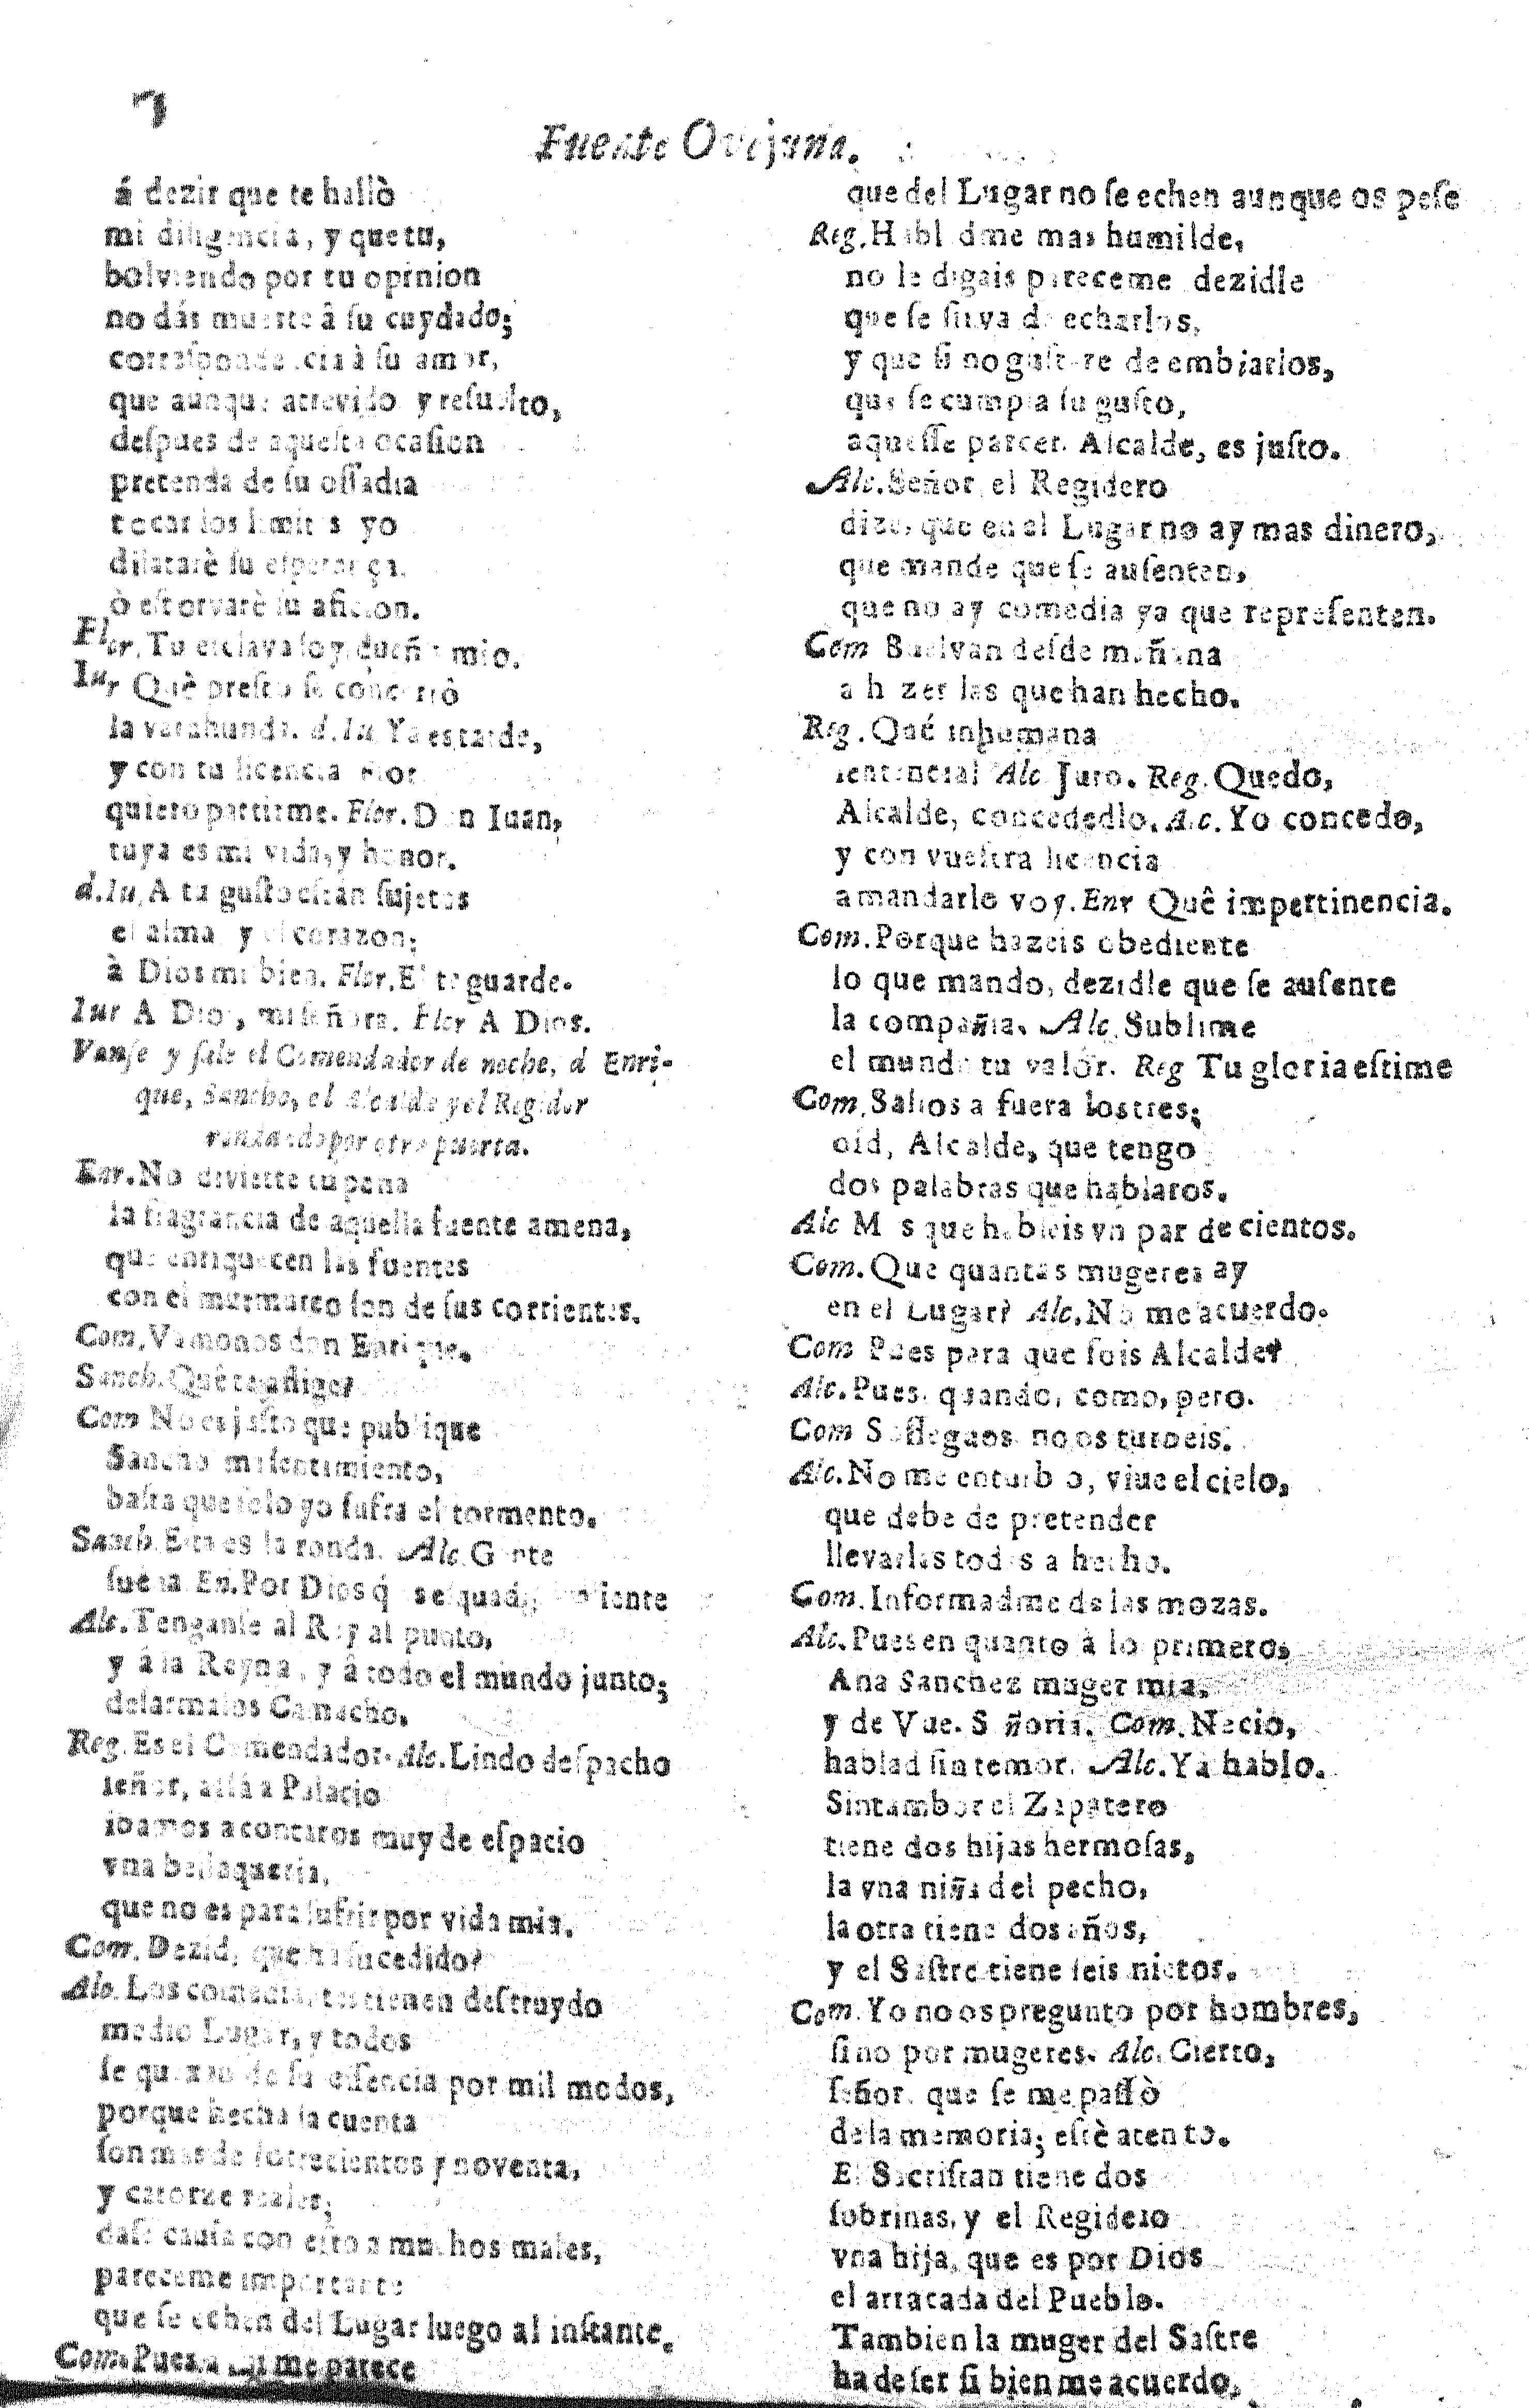 Fuente Ovejuna.
á dezir que te hallò
mi diligencia, y que tu,
bolviendo por tu opinion
no dás muerte â su cuydado;
correspondencia à su amor,
que aunque atrevido y resuelto,
despues de aquesta ocasion
pretenda de su ossadia
tocar los limites yo
dilatarè su esperança,
ò estorvarè su aficion.
Flor. Tu esclava soy, dueño mio.
Iur Què presto se concertò
la varahunda. d. Iu Ya es tarde,
y con tu licencia Flor
quiero partirme. Flor. Don Iuan,
tuya es mi vida, y honor.
d. Iu, A tu gusto están sujetos
el alma y el corazon;
à Dios mi bien. Flor. El te guarde.
Iur A Dios, mi señora. Flor A Dios.
Vanse y sale el Comendador de noche, d Enri-
que, Sancho, el Alcalde y el Regidor
rondando por otra puerta.
Enr. No divierte tu pena
la fragrancia de aquella fuente amena,
que enriquecen las fuentes
con el murmureo son de sus corrientes.
Com. Vamonos don Enrique.
Sanch. Què te aflige?
Com No es justo que publique
Sancho mi sentimiento,
basta que solo yo sufra el tormento.
Sanch. Esta es la ronda. Alc. Gente
suena. En. Por Dios q̃
Alc. Tenganse al Rey al punto,
y â la Reyna, y â todo el mundo junto;
desarmalos Camacho.
Reg. Es el Comendador. Alc. Lindo despacho
señor, allá a Palacio
ibamos a contaros muy de espacio
vna bellaqueria,
que no es para sufrir por vida mia.
Com. Dezid, que ha sucedido?
Alc. Los comediantes tienen destruydo
medio Lugar, y todos
se quexan de su essencia por mil modos,
porque hecha la cuenta
son mas de trecientos y noventa,
y catorze reales;
dase causa con esto a muchos males,
pareceme importante
que se echen del Lugar luego al instante.
Com. Pues a mi me parece
que del Lugar no se echen aunque os pese
Reg. Habladme mas humilde,
no le digais pareceme dezidle
que se sirva de echarlos,
y que si no gustare de embiarlos,
que se cumpla su gusto,
aquesse parecer. Alcalde, es justo.
Alc. Señor, el Regidero
dize, que en el Lugar no ay mas dinero,
que mande que se ausenten,
que no ay comedia ya que representen.
Com Buelvan desde mañana
a hazer las que han hecho.
Reg. Qué inhumana
sentencia! Alc Juro. Reg. Quedo,
Alcalde, concededlo. Alc. Yo concedo,
y con vuestra licencia
a mandarlo voy. Enr Quê impertinencia.
Com. Porque hazeis obediente
lo que mando, dezidle que se ausente
la compañia. Alc. Sublime
el mundo tu valor. Reg Tu gloria estime
Com, Salios a fuera los tres;
oíd, Alcalde, que tengo
dos palabras que hablaros.
Alc Mas que hableis vn par de cientos.
Com. Que quantas mugeres ay
en el Lugar? Alc. No me acuerdo.
Com Pues para que sois Alcalde?
Alc. Pues, quando, como, pero.
Com Sossegaos no os turbeis.
Alc. No me enturbio, viue el cielo,
que debe de pretender
llevarlas todas a hecho.
Com. Informadme de las mozas.
Alc. Pues en quanto à lo primero,
Ana Sanchez muger mia,
y de Vue. Señoria. Com. Necio,
hablad sin temor. Alc. Ya hablo.
Sintambor el Zapatero
tiene dos hijas hermosas,
la vna niña del pecho,
la otra tiene dos años,
y el Sastre tiene seis nietos.
Com. Yo no os pregunto por hombres,
sino por mugeres. Alc. Cierto,
señor, que se me passò
de la memoria; estè atento.
El Sacristan tiene dos
sobrinas, y el Regidero
vna hija, que es por Dios
el arracada del Pueblo.
Tambien la muger del Sastre
ha de ser si bien me acuerdo,